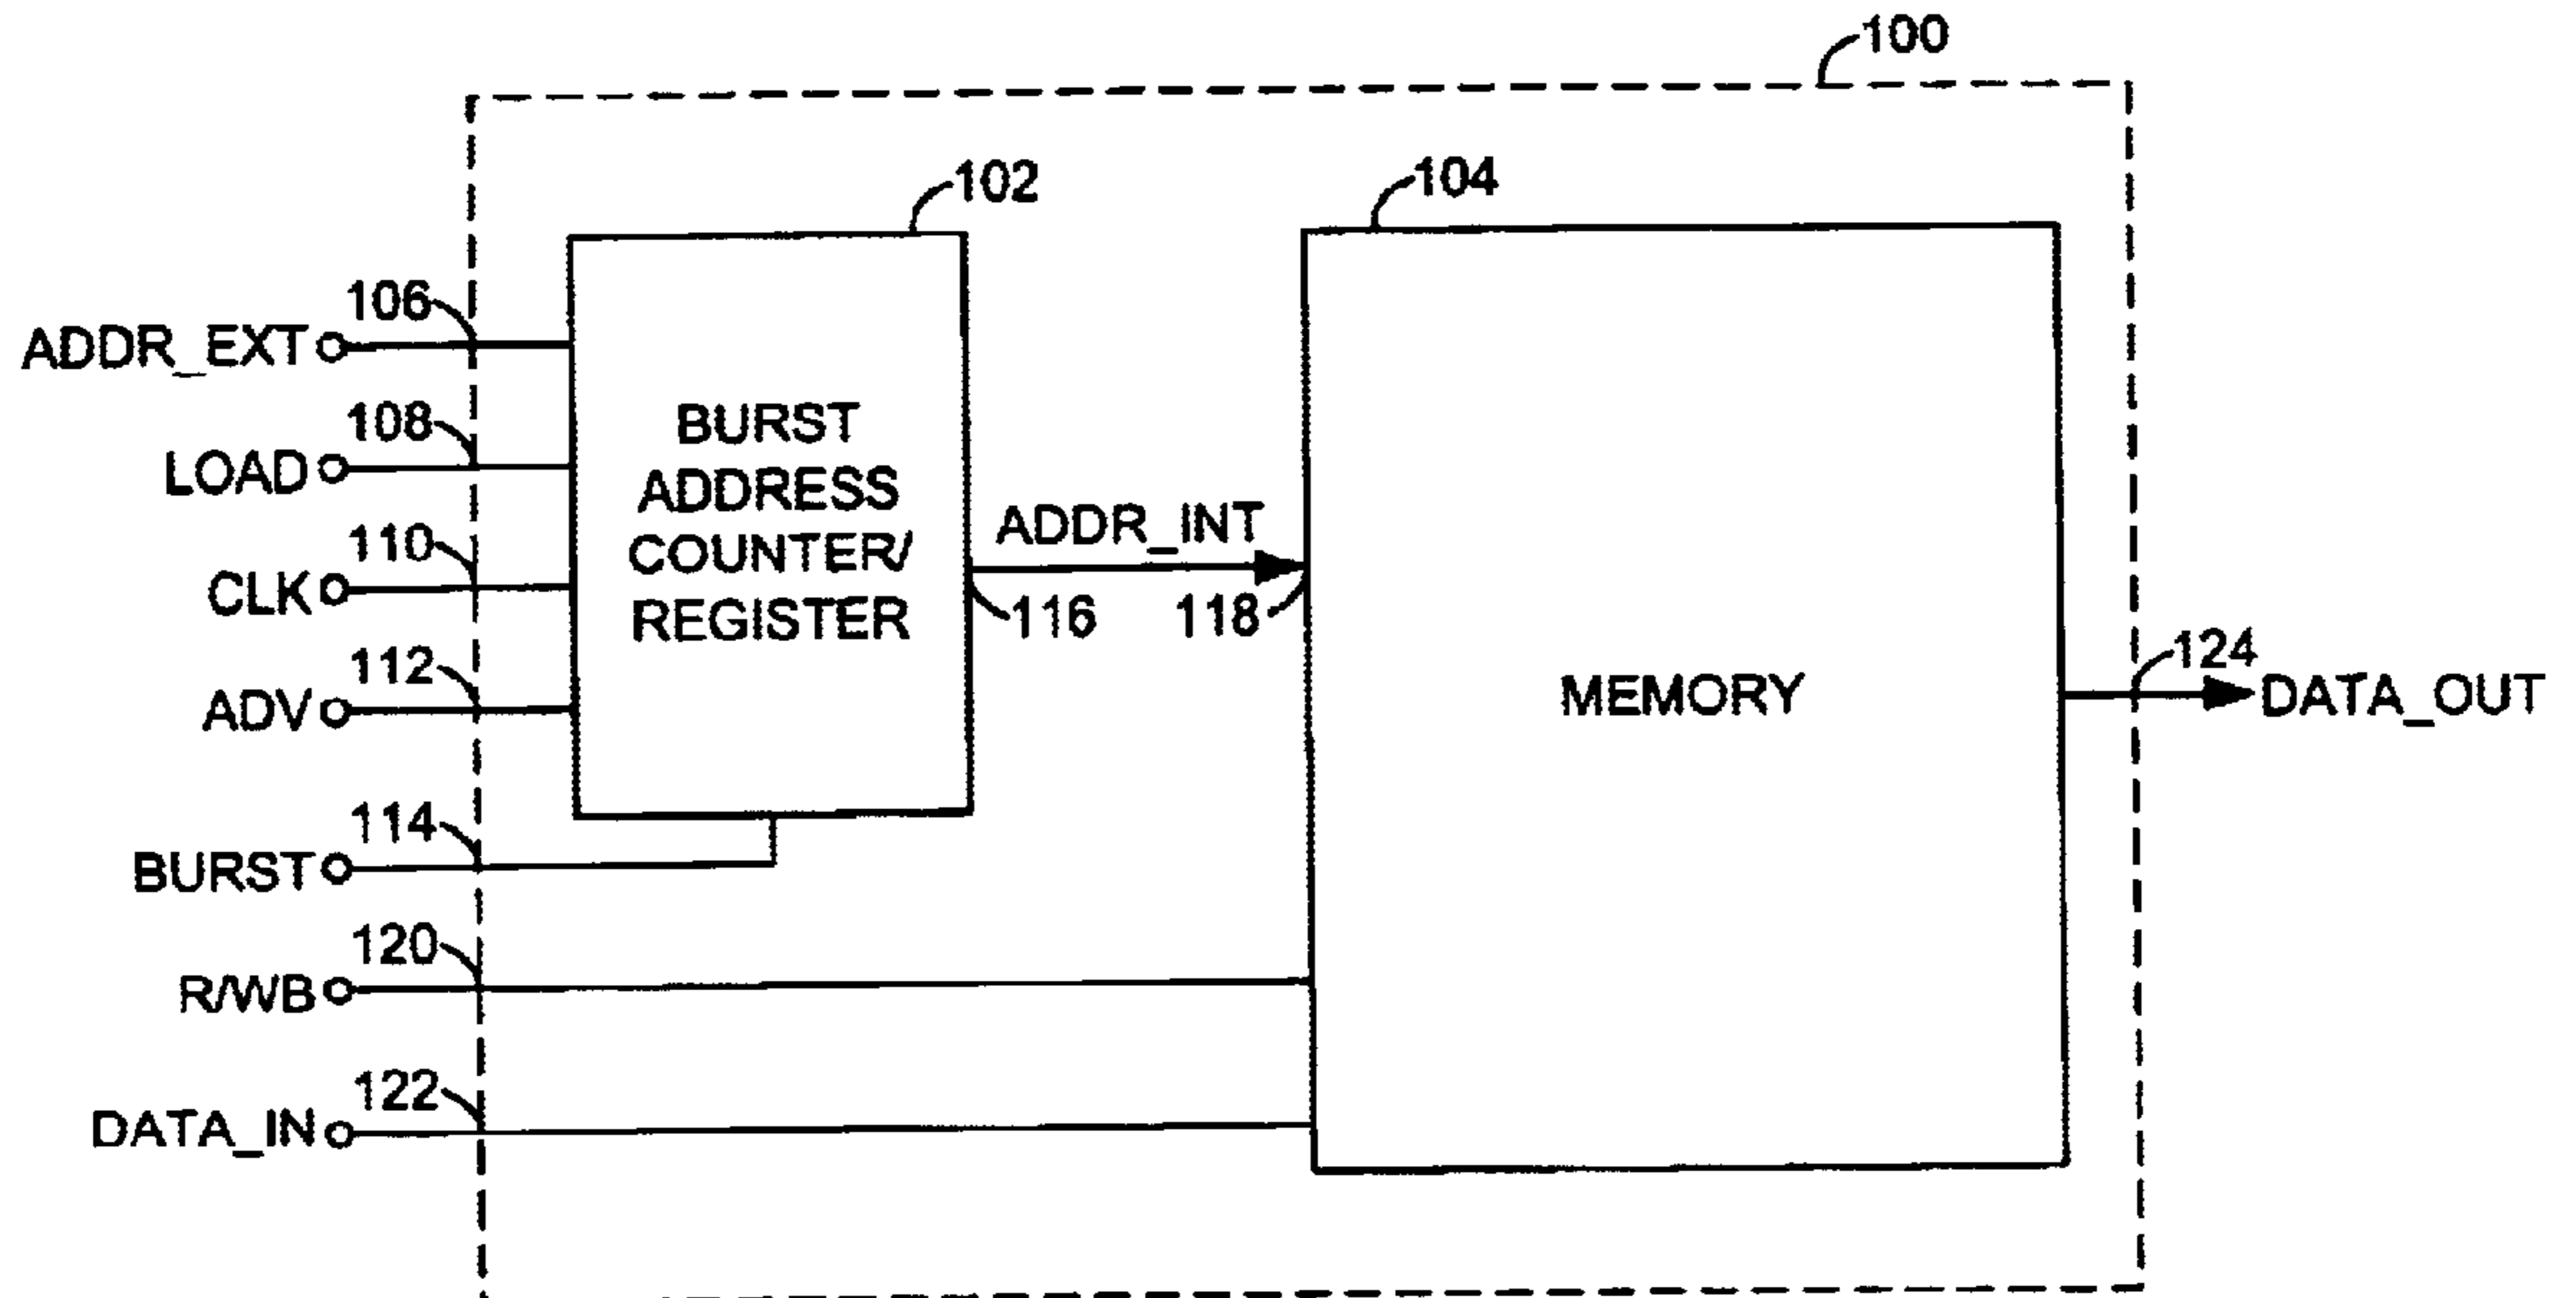 100
102
104
106
ADDR_EXT
108
LOAD
110
CLK
112
ADV
114
BURST
120
R/WB
122
DATA_IN
BURST
ADDRESS
COUNTER/
REGISTER
ADDR_INT
116
118
MEMORY
124
DATA_OUT